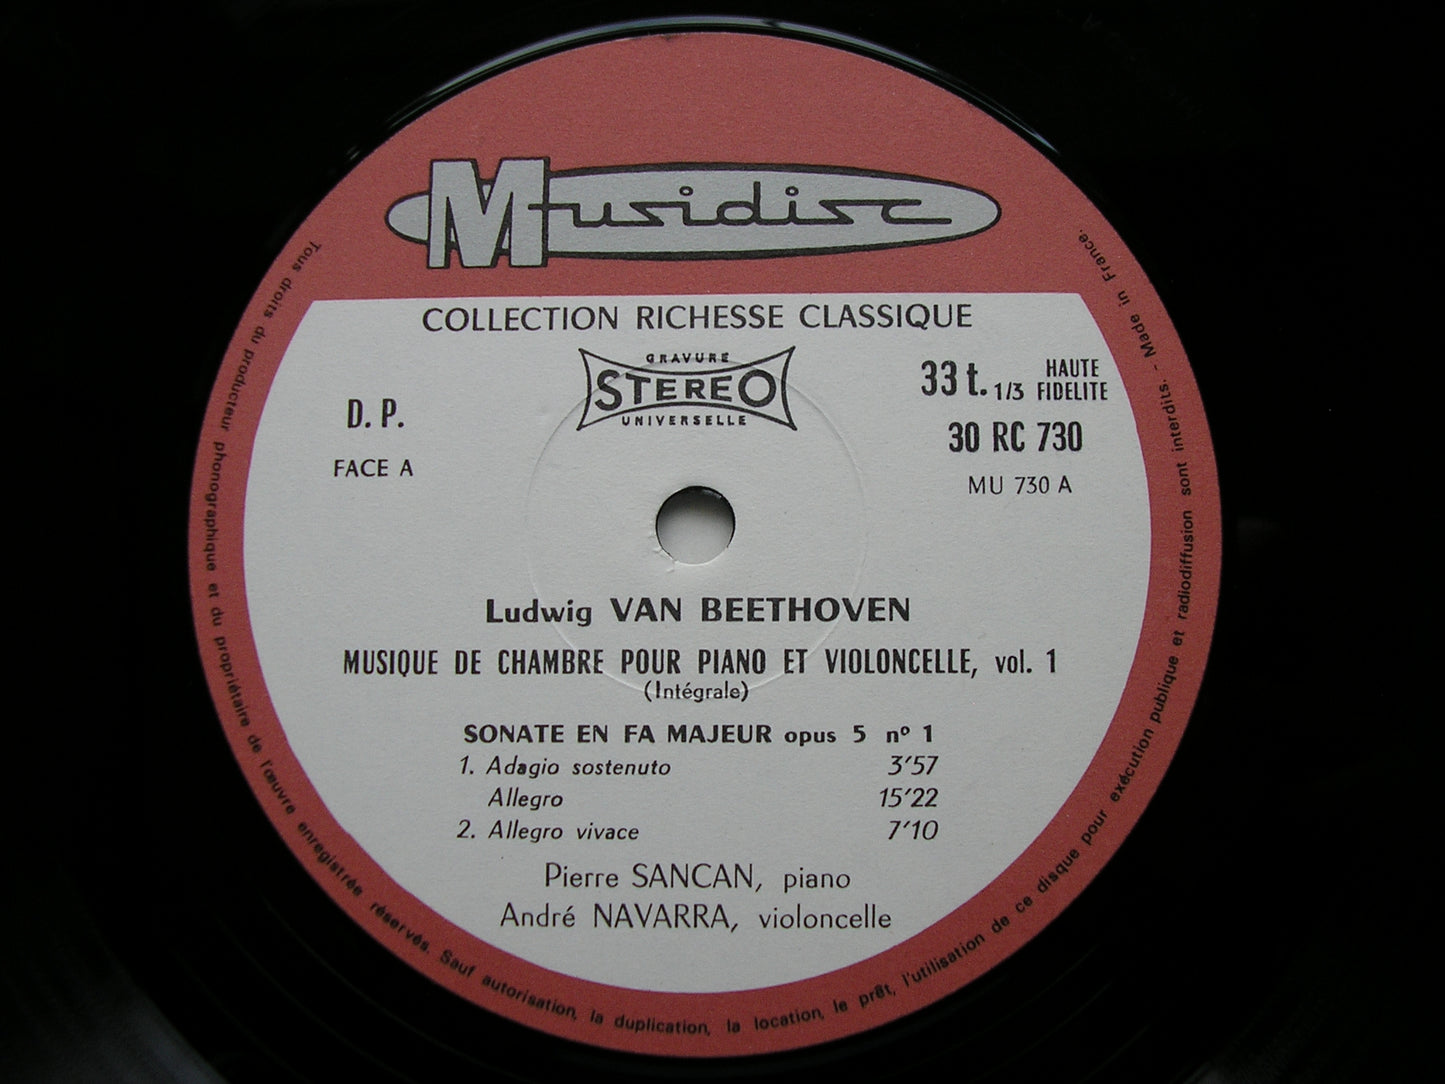 Musidisc
COLLECTION RICHESSE CLASSIQUE
GRAVURE
STEREO
UNIVERSELLE
D. P.
FACE A
33 t. 1/3 HAUTE FIDELITE
30 RC 730
MU 730 A
Ludwig VAN BEETHOVEN
MUSIQUE DE CHAMBRE POUR PIANO ET VIOLONCELLE, vol. 1
(Intégrale)
SONATE EN FA MAJEUR opus 5 nº 1
1. Adagio sostenuto 3'57
Allegro 15'22
2. Allegro vivace 7'10
Pierre SANCAN, piano
André NAVARRA, violoncelle
Tous droits du producteur phonographique et du propriétaire de l'œuvre enregistrée réservés. Sauf autorisation, la duplication, la location, le prêt, l'utilisation de ce disque pour exécution publique et radiodiffusion sont interdits. - Made in France.